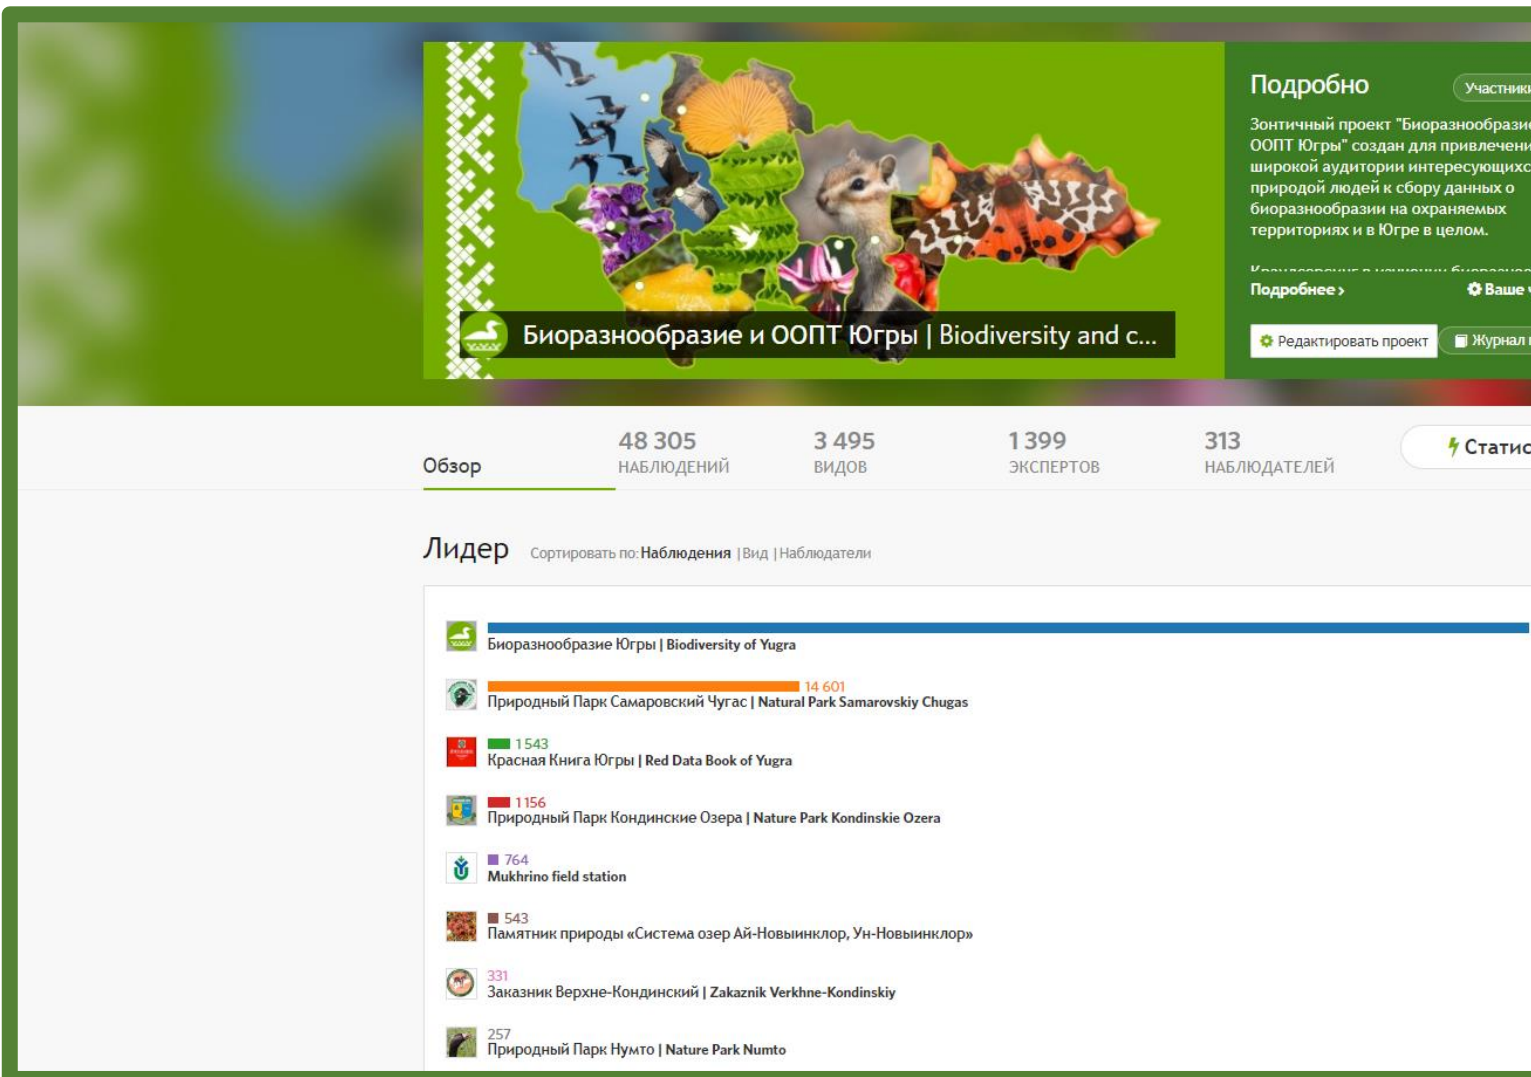 Подробно
Участники
Зонтичный проект "Биоразнообразие
ООПТ Югры" создан для привлечени
широкой аудитории интересующихс
природой людей к сбору данных о
биоразнообразии на охраняемых
территориях и в Югре в целом.
Подробнее ›
Ваше
Биоразнообразие и ООПТ Югры | Biodiversity and c...
Редактировать проект
Журнал
Обзор
48 305
НАБЛЮДЕНИЙ
3 495
ВИДОВ
1 399
ЭКСПЕРТОВ
313
НАБЛЮДАТЕЛЕЙ
Статис
Лидер
Сортировать по: Наблюдения | Вид | Наблюдатели
Биоразнообразие Югры | Biodiversity of Yugra
14 601
Природный Парк Самаровский Чугас | Natural Park Samarovskiy Chugas
1 543
Красная Книга Югры | Red Data Book of Yugra
1 156
Природный Парк Кондинские Озера | Nature Park Kondinskie Ozera
764
Mukhrino field station
543
Памятник природы «Система озер Ай-Новыинклор, Ун-Новыинклор»
331
Заказник Верхне-Кондинский | Zakaznik Verkhne-Kondinskiy
257
Природный Парк Нумто | Nature Park Numto